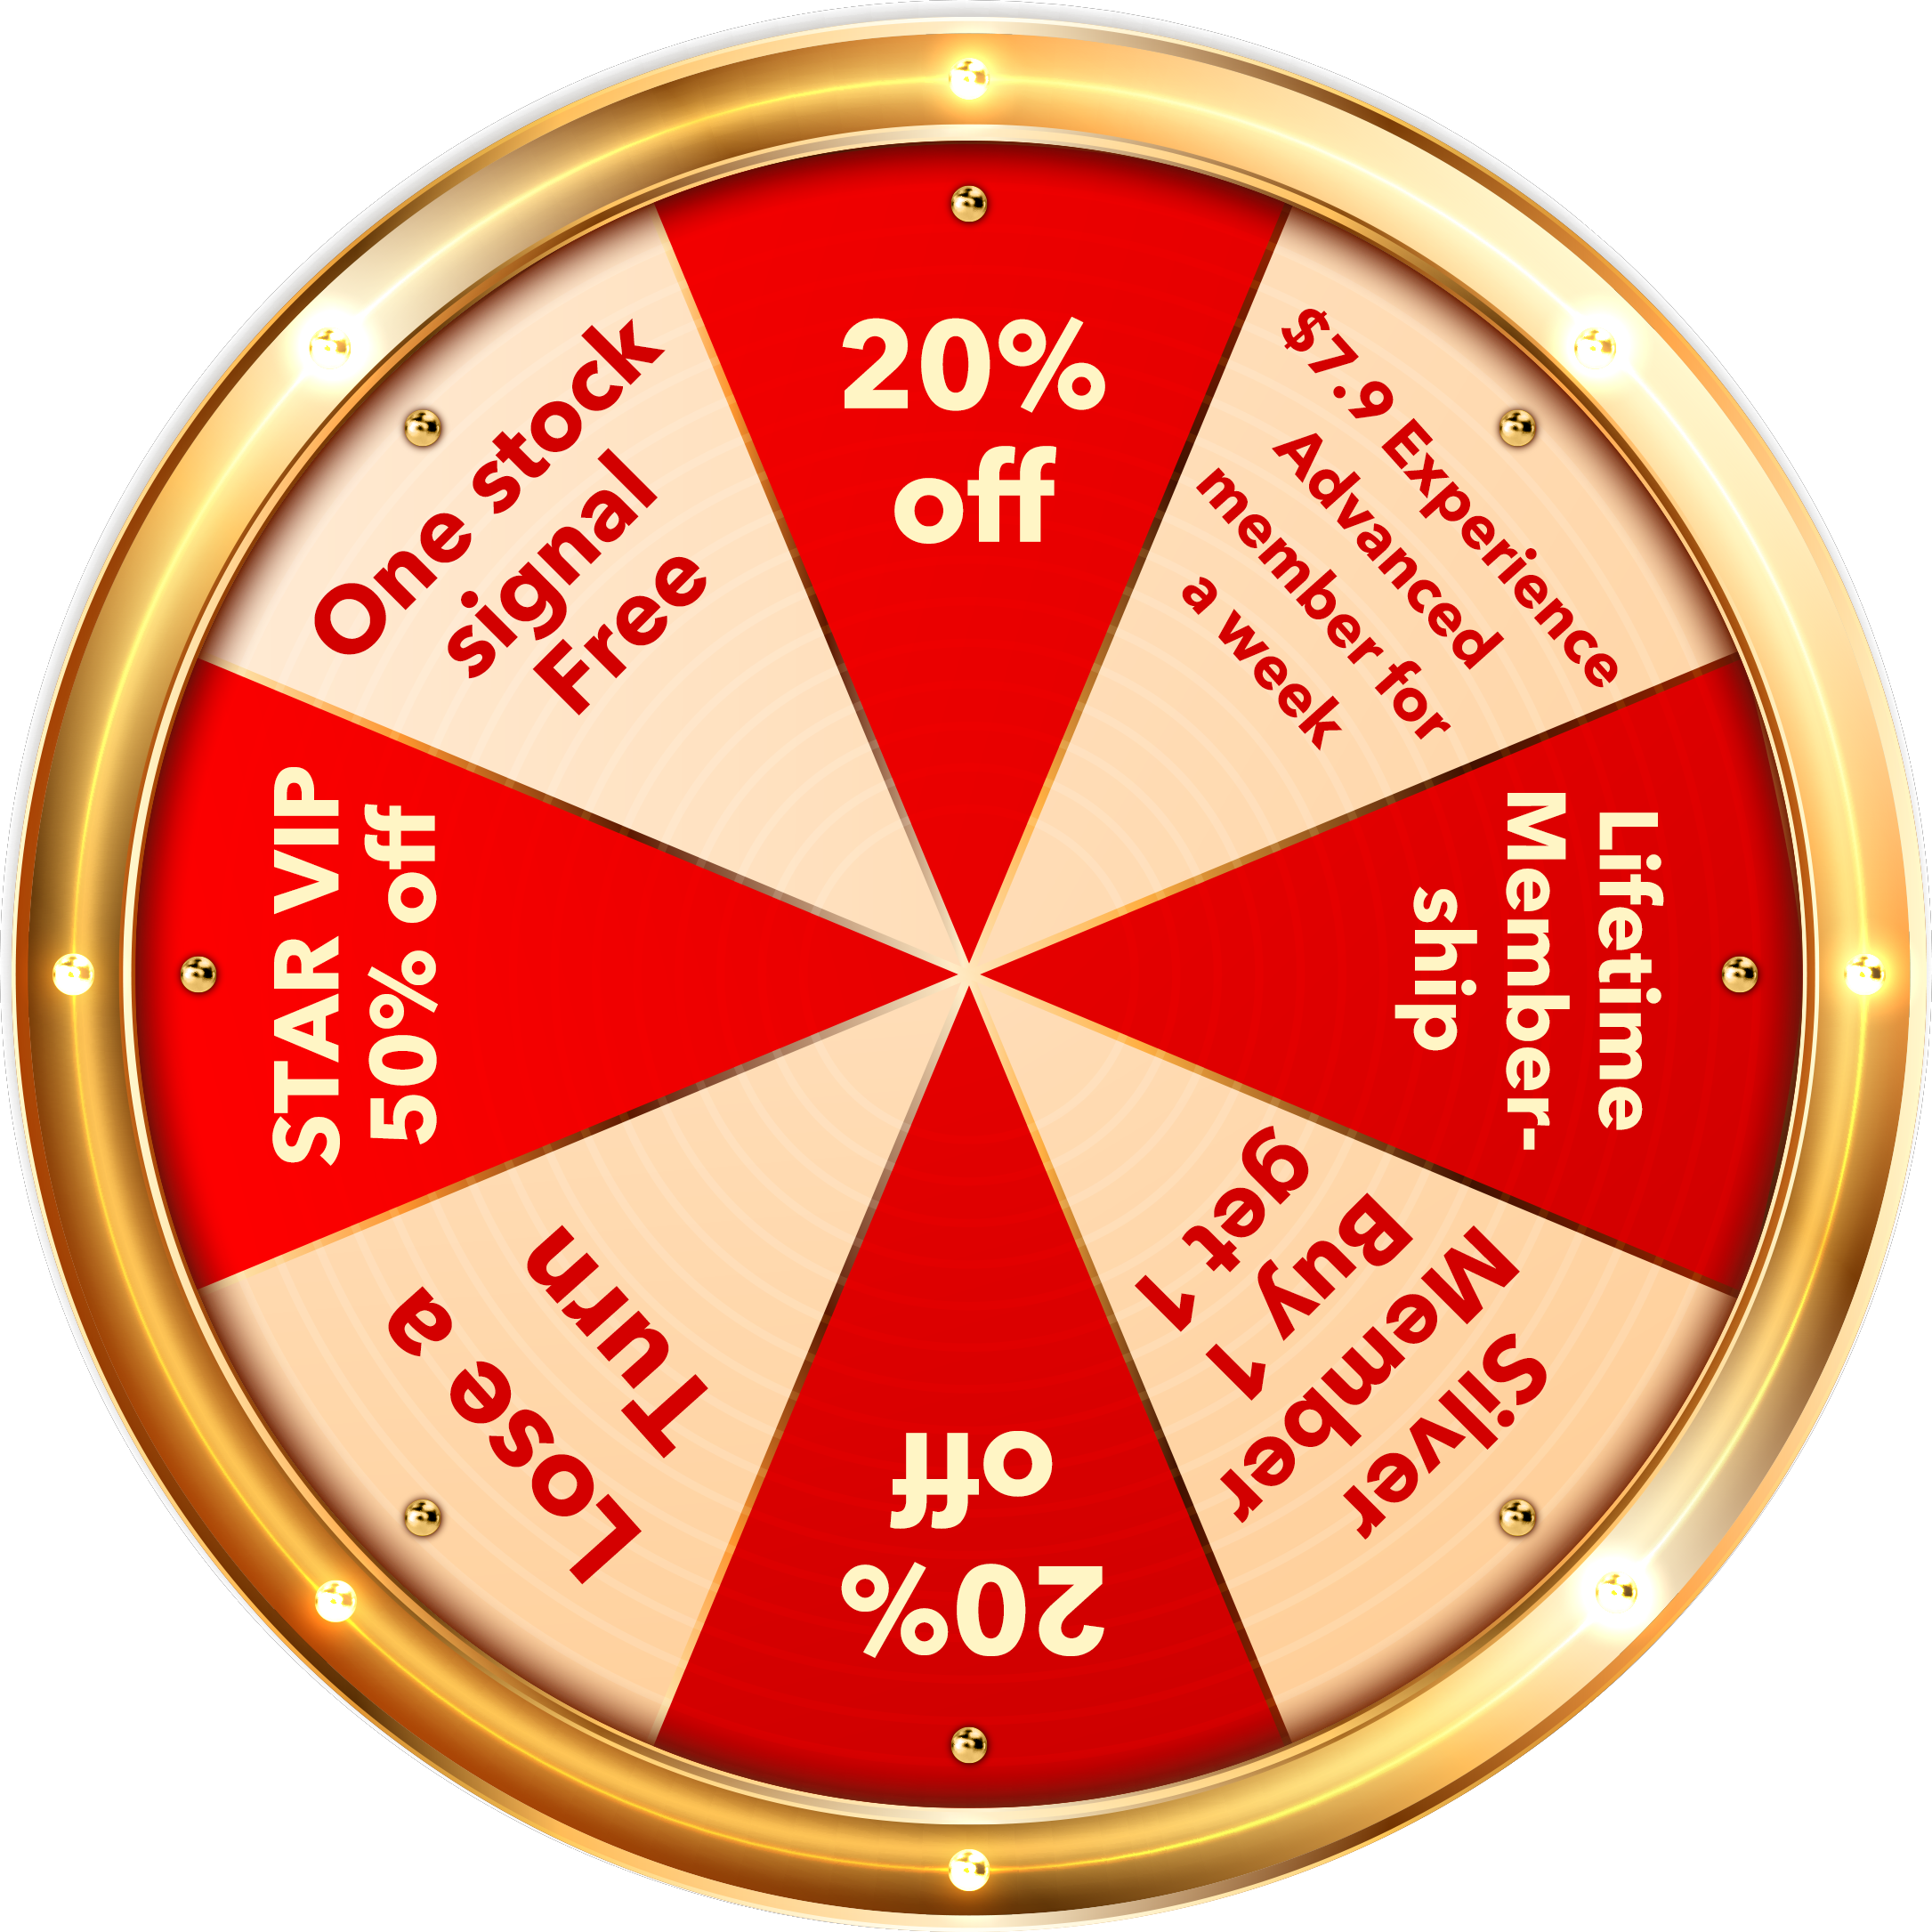 20%
off
$7.9 Experience
Advanced
member for
a week
Lifetime
Member-
ship
Silver
Member
Buy 1
get 1
20%
off
Lose a
Turn
STAR VIP
50% off
One stock
signal
Free